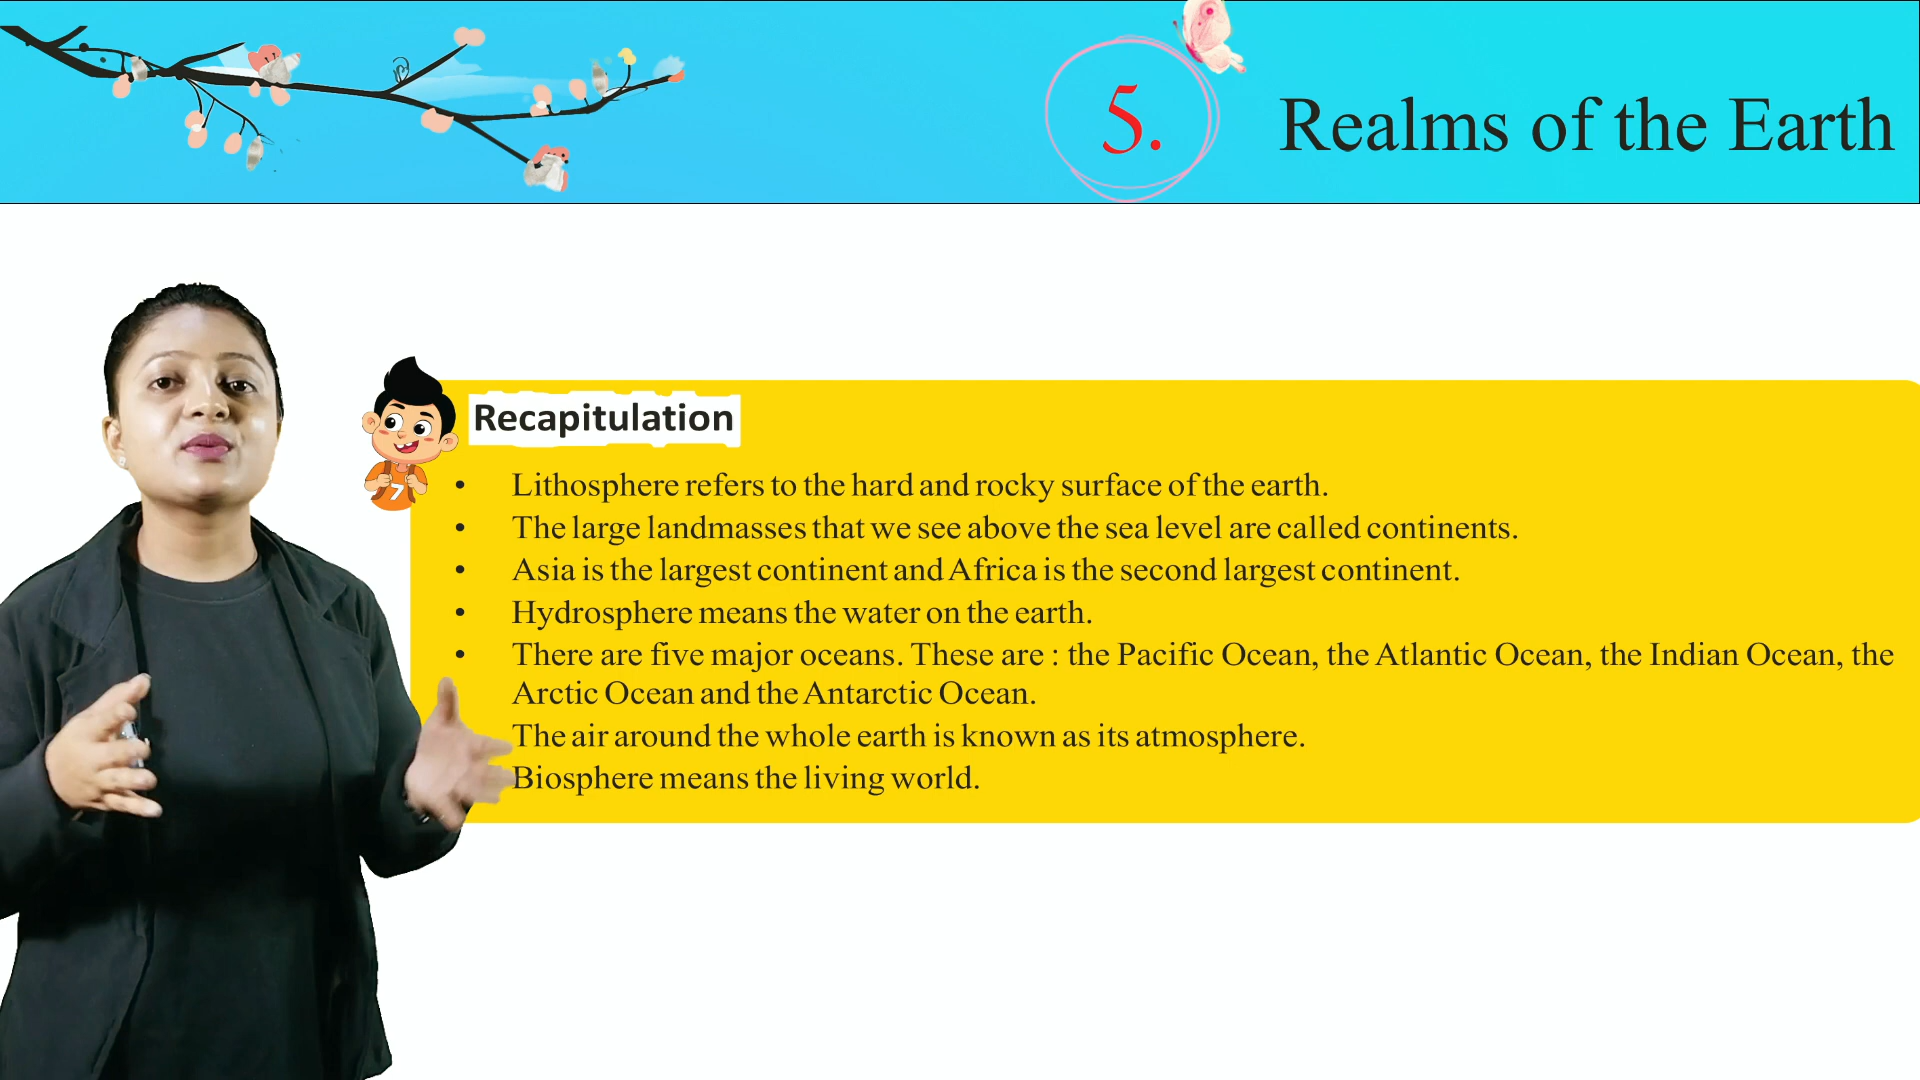 5. Realms of the Earth
Recapitulation
7
• Lithosphere refers to the hard and rocky surface of the earth.
• The large landmasses that we see above the sea level are called continents.
• Asia is the largest continent and Africa is the second largest continent.
• Hydrosphere means the water on the earth.
• There are five major oceans. These are : the Pacific Ocean, the Atlantic Ocean, the Indian Ocean, the
Arctic Ocean and the Antarctic Ocean.
The air around the whole earth is known as its atmosphere.
Biosphere means the living world.